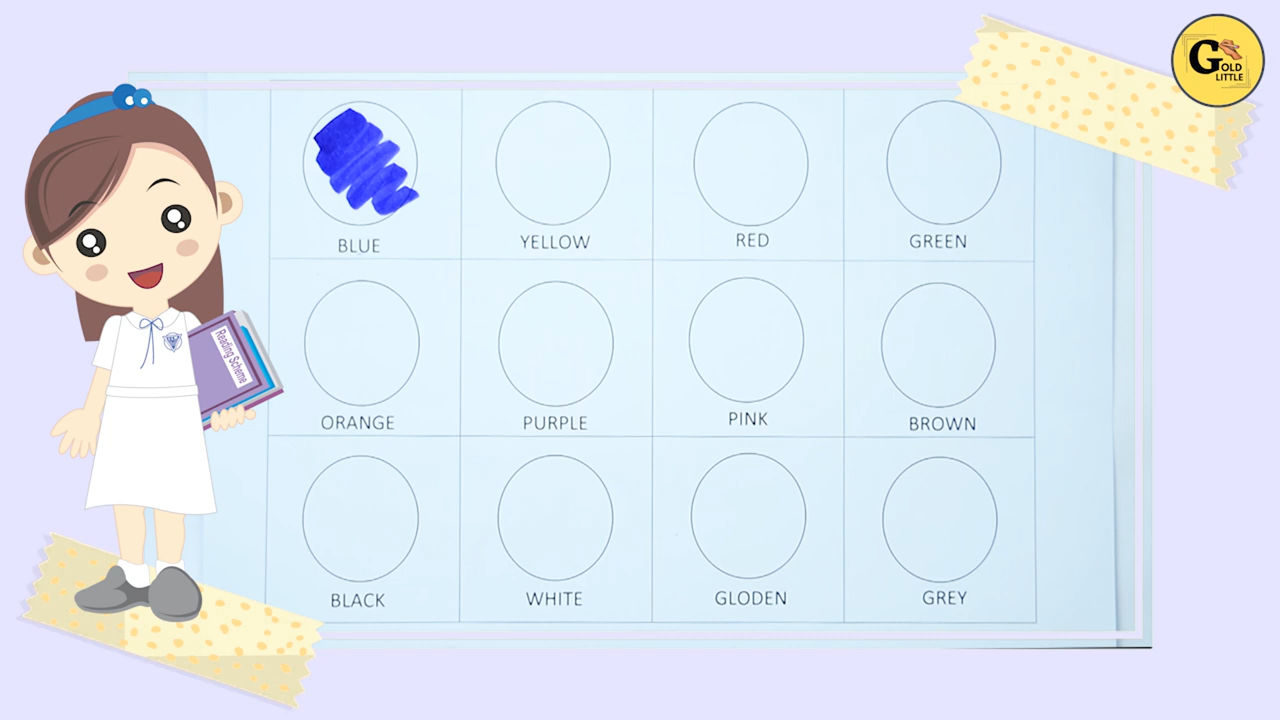 GOLD
LITTLE
BLUE YELLOW RED GREEN
Reading Scheme
ORANGE PURPLE PINK BROWN
BLACK WHITE GLODEN GREY